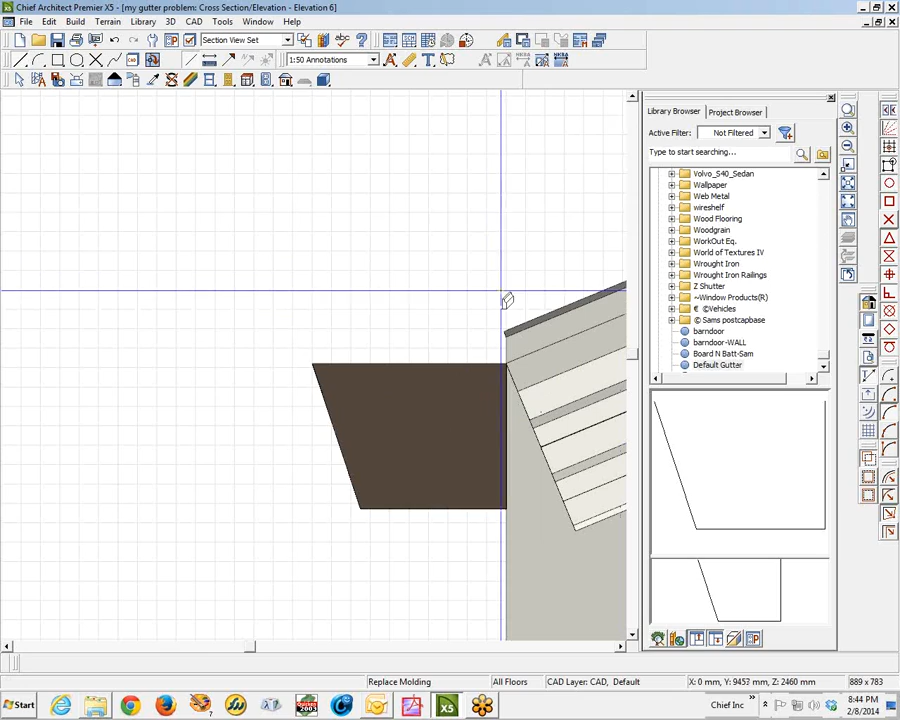 Chief Architect Premier X5 - [my gutter problem: Cross Section/Elevation - Elevation 6]
File Edit Build Terrain Library 3D CAD Tools Window Help
Section View Set
1:50 Annotations
Library Browser Project Browser
Active Filter: Not Filtered
Type to start searching...
Volvo_S40_Sedan
Wallpaper
Web Metal
wireshelf
Wood Flooring
Woodgrain
WorkOut Eq.
World of Textures IV
Wrought Iron
Wrought Iron Railings
Z Shutter
~Window Products(R)
€ ©Vehicles
© Sams postcapbase
barndoor
barndoor-WALL
Board N Batt-Sam
Default Gutter
Replace Molding All Floors CAD Layer: CAD, Default X: 0 mm, Y: 9457 mm, Z: 2460 mm 889 x 783
Start
Quicken
2003
X5
Chief Inc
8:44 PM
2/8/2014